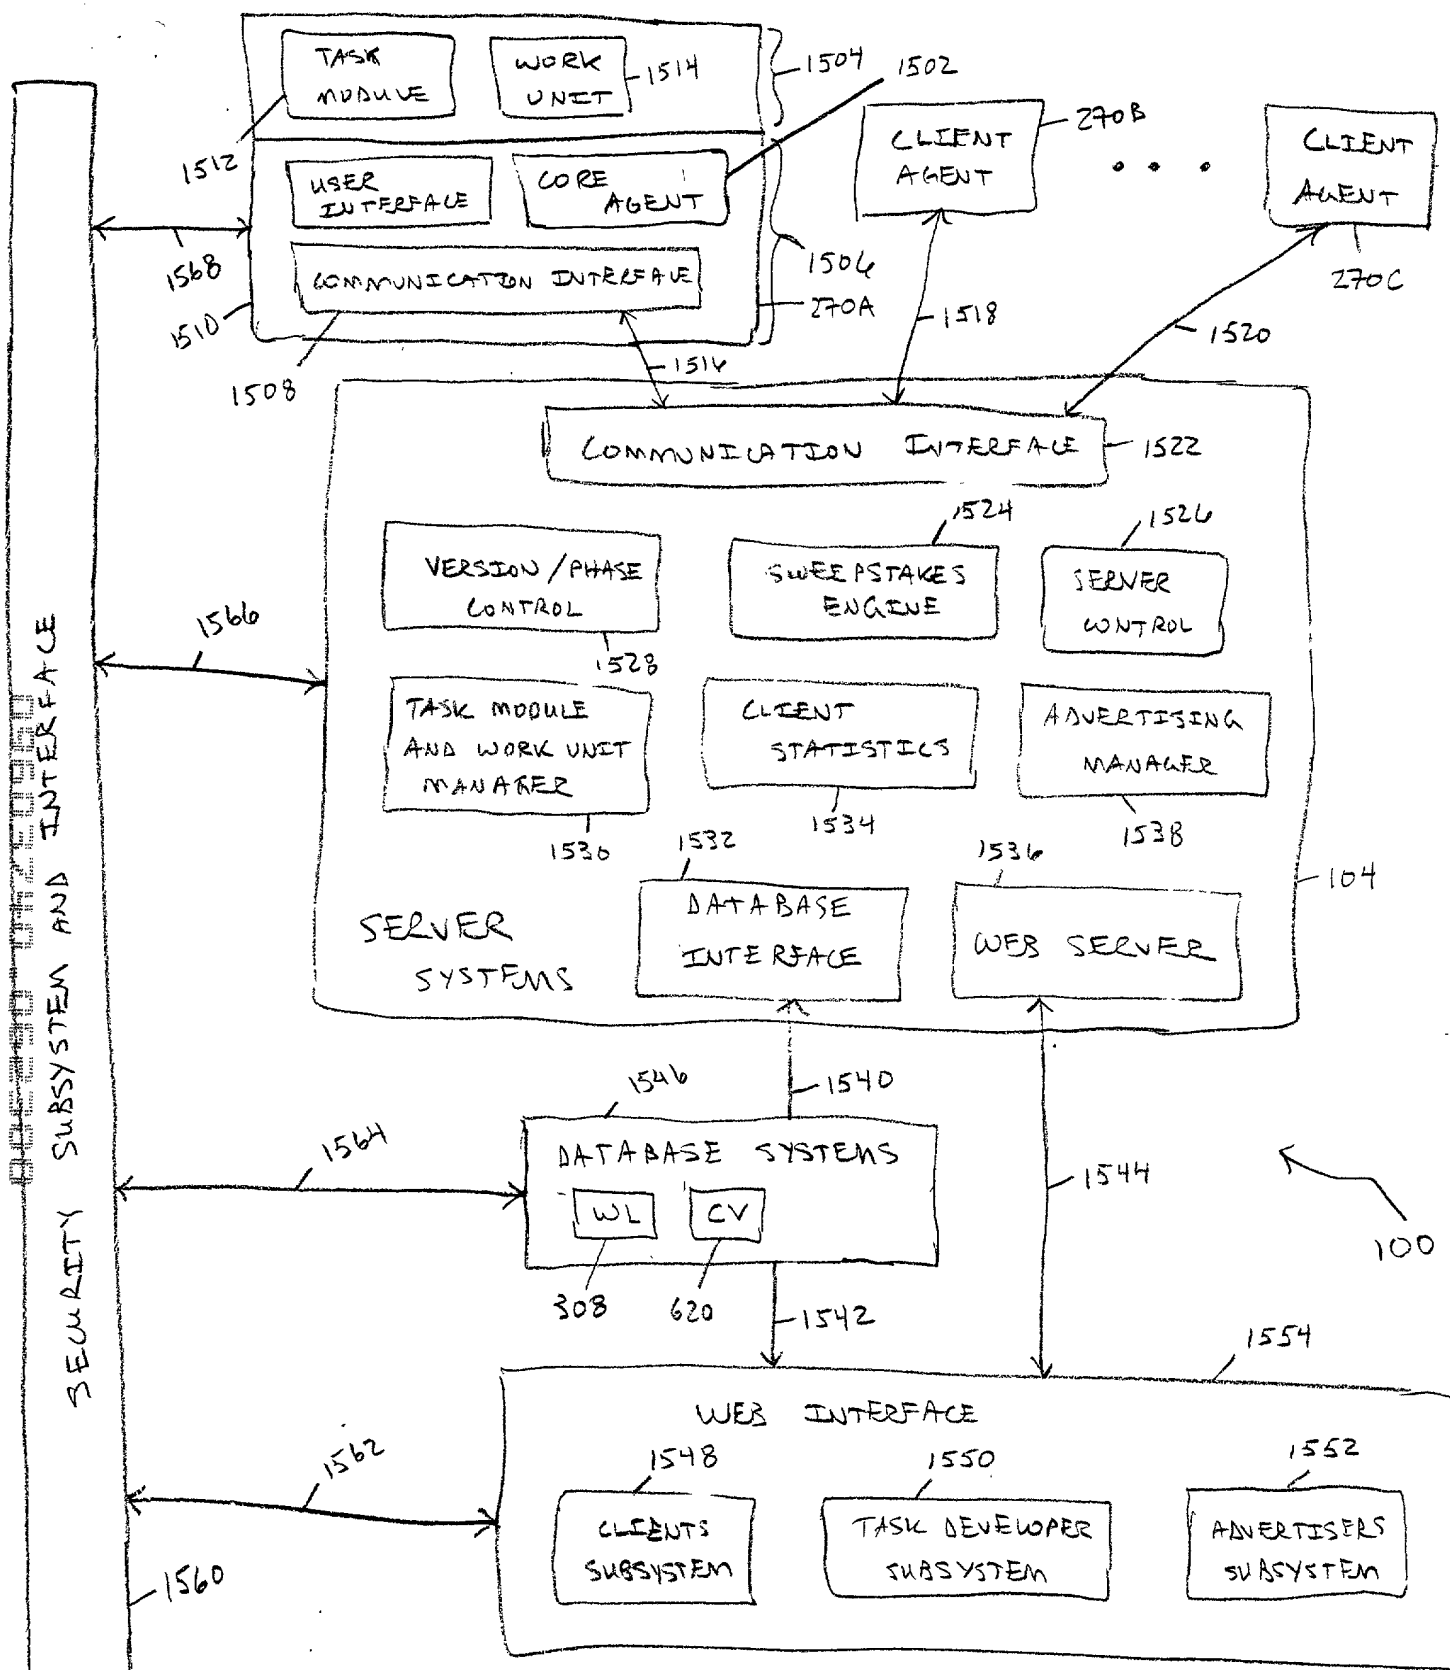 TASK
MODULE
WORK
UNIT
1514
1504
1502
1512
USER
INTERFACE
CORE
AGENT
COMMUNICATION INTERFACE
1506
270A
1510
1508
1568
CLIENT
AGENT
270B
CLIENT
AGENT
270C
1516
1518
1520
COMMUNICATION INTERFACE
1522
VERSION/PHASE
CONTROL
1528
1524
SWEEPSTAKES
ENGINE
1526
SERVER
CONTROL
1566
TASK MODULE
AND WORK UNIT
MANAGER
1530
CLIENT
STATISTICS
1534
ADVERTISING
MANAGER
1538
1532
DATABASE
INTERFACE
1536
WEB SERVER
104
SERVER
SYSTEMS
SECURITY SUBSYSTEM AND INTERFACE
1546
1540
DATABASE SYSTEMS
WL
CV
308
620
1564
1544
1542
100
1554
WEB INTERFACE
1562
1548
CLIENTS
SUBSYSTEM
1550
TASK DEVELOPER
SUBSYSTEM
1552
ADVERTISERS
SUBSYSTEM
1560